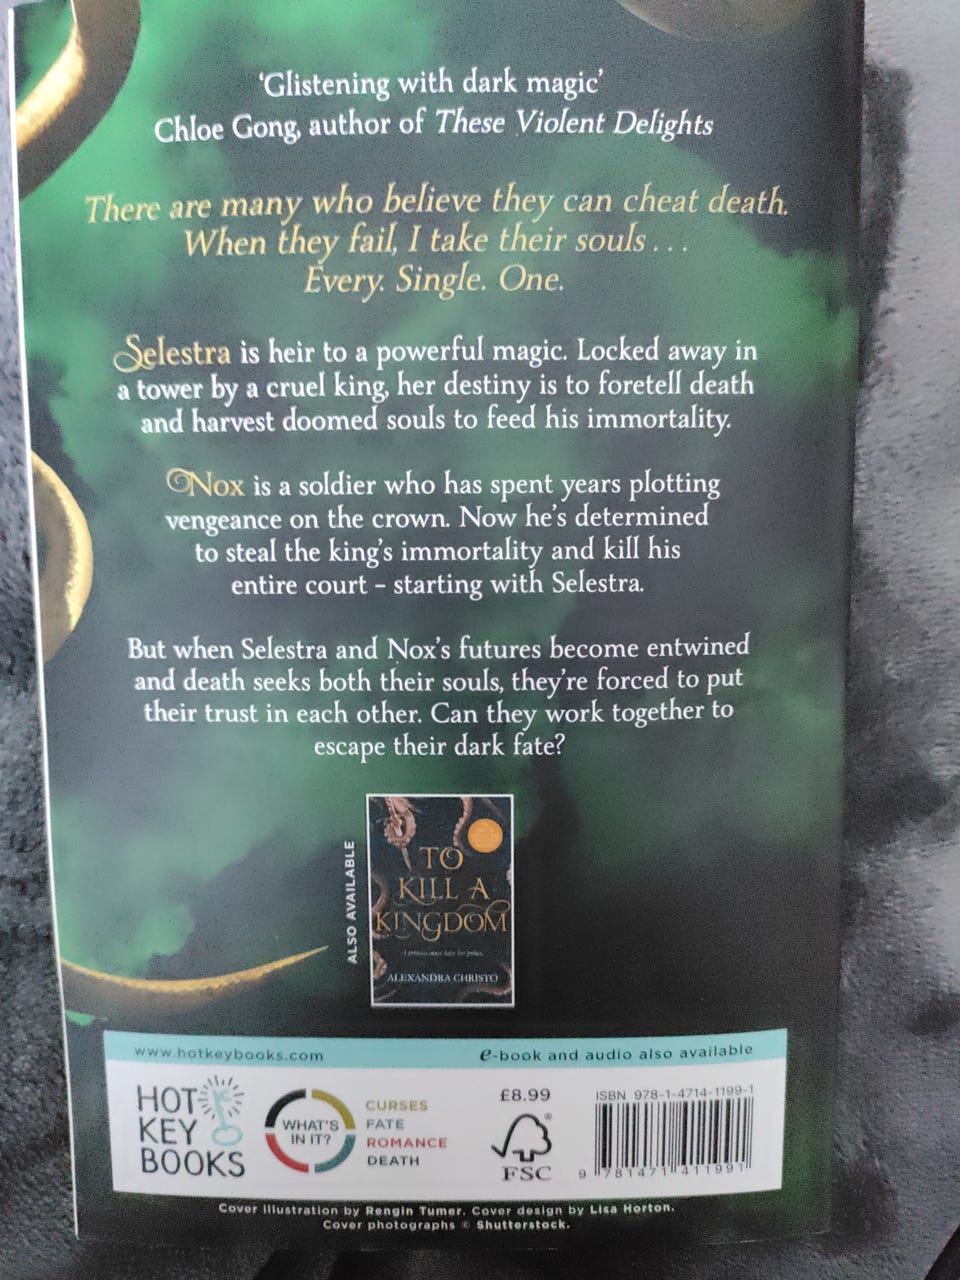 ‘Glistening with dark magic’
Chloe Gong, author of These Violent Delights
There are many who believe they can cheat death.
When they fail, I take their souls . . .
Every. Single. One.
Selestra is heir to a powerful magic. Locked away in
a tower by a cruel king, her destiny is to foretell death
and harvest doomed souls to feed his immortality.
Nox is a soldier who has spent years plotting
vengeance on the crown. Now he’s determined
to steal the king’s immortality and kill his
entire court – starting with Selestra.
But when Selestra and Nox’s futures become entwined
and death seeks both their souls, they’re forced to put
their trust in each other. Can they work together to
escape their dark fate?
ALSO AVAILABLE
TO
KILL A
KINGDOM
ALEXANDRA CHRISTO
www.hotkeybooks.com
e-book and audio also available
HOT
KEY
BOOKS
WHAT'S
IN IT?
CURSES
FATE
ROMANCE
DEATH
£8.99
FSC
ISBN 978-1-4714-1199-1
9 781471 411991
Cover illustration by Rengin Tumer. Cover design by Lisa Horton.
Cover photographs © Shutterstock.